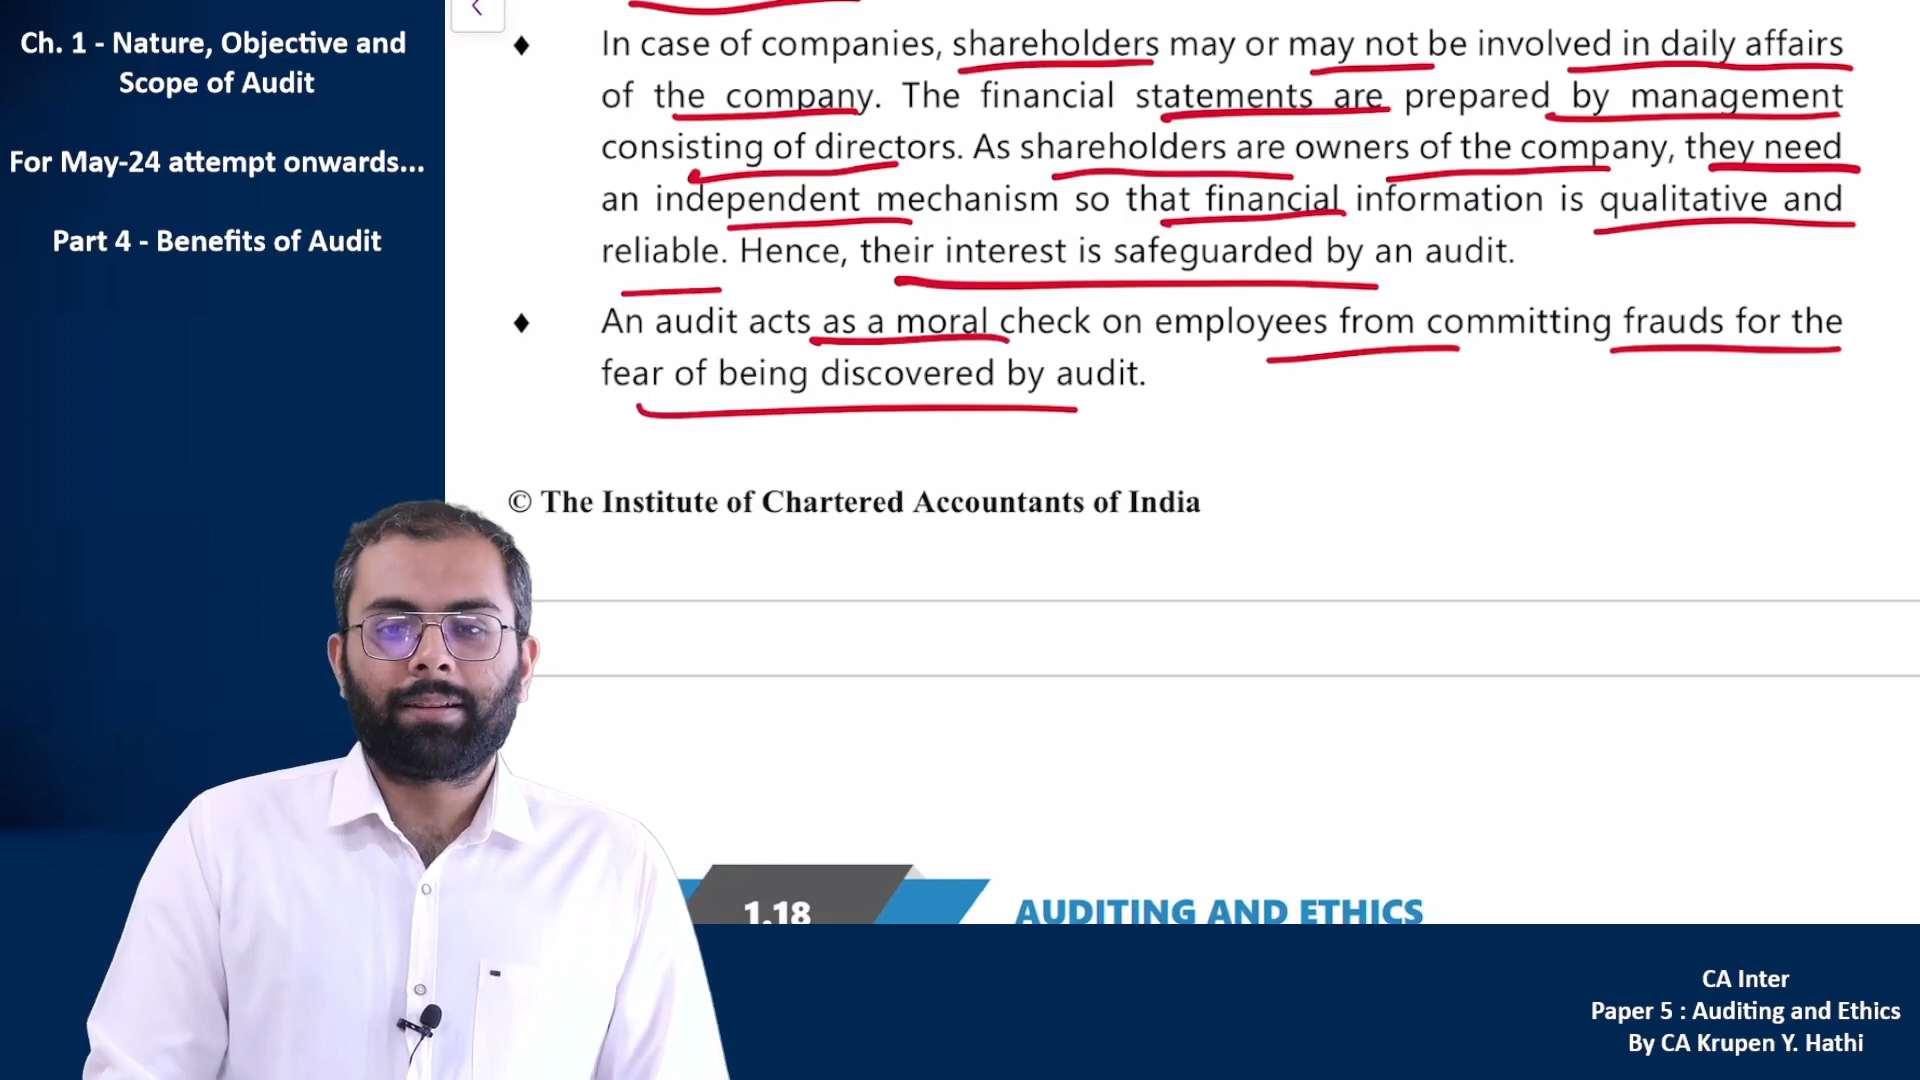 Ch. 1 - Nature, Objective and
Scope of Audit
For May-24 attempt onwards...
Part 4 - Benefits of Audit
♦ In case of companies, shareholders may or may not be involved in daily affairs
of the company. The financial statements are prepared by management
consisting of directors. As shareholders are owners of the company, they need
an independent mechanism so that financial information is qualitative and
reliable. Hence, their interest is safeguarded by an audit.
♦ An audit acts as a moral check on employees from committing frauds for the
fear of being discovered by audit.
© The Institute of Chartered Accountants of India
1.18 AUDITING AND ETHICS
CA Inter
Paper 5 : Auditing and Ethics
By CA Krupen Y. Hathi